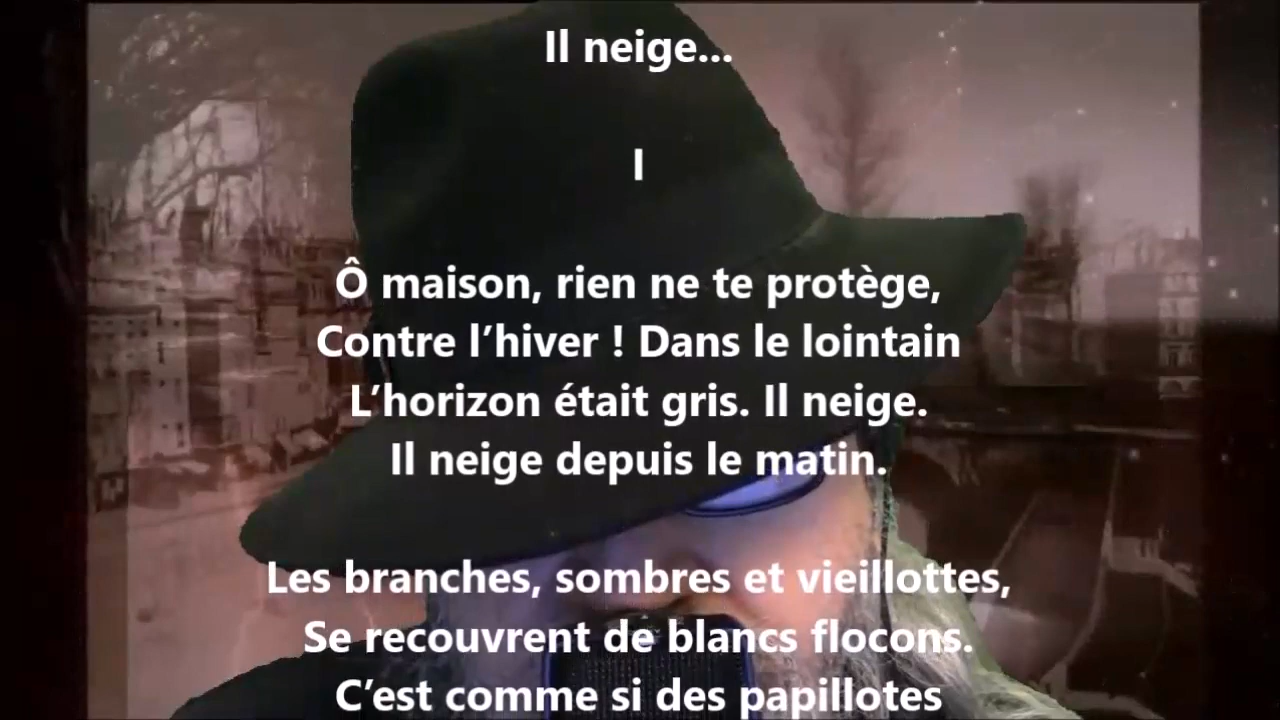 Il neige...
I
Ô maison, rien ne te protège,
Contre l’hiver ! Dans le lointain
L’horizon était gris. Il neige.
Il neige depuis le matin.
Les branches, sombres et vieillottes,
Se recouvrent de blancs flocons.
C’est comme si des papillotes